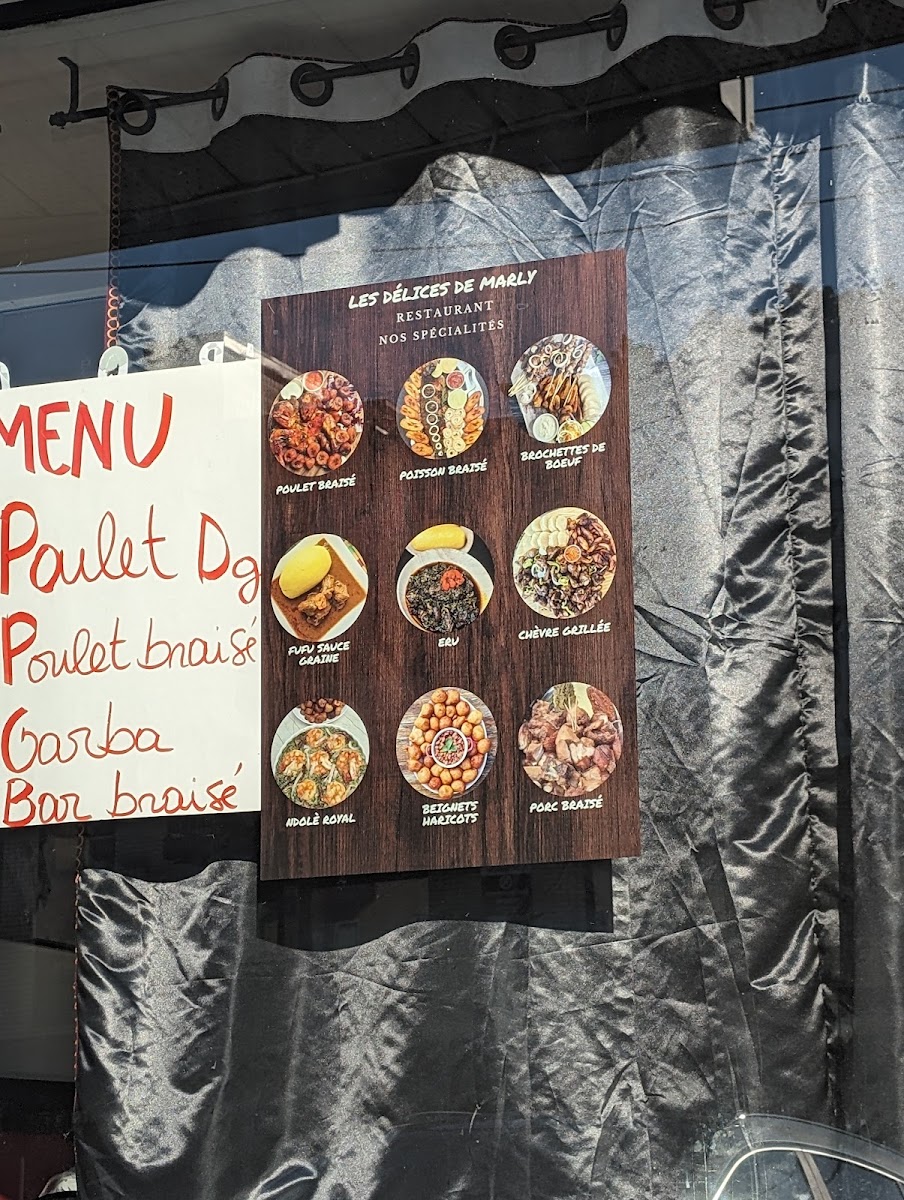 MENU
Poulet Dg
Poulet braisé
Garba
Bar braisé
LES DÉLICES DE MARLY
RESTAURANT
NOS SPÉCIALITÉS
POULET BRAISÉ
POISSON BRAISÉ
BROCHETTES DE
BOEUF
FUFU SAUCE
GRAINE
ERU
CHÈVRE GRILLÉE
NDOLÈ ROYAL
BEIGNETS
HARICOTS
PORC BRAISÉ